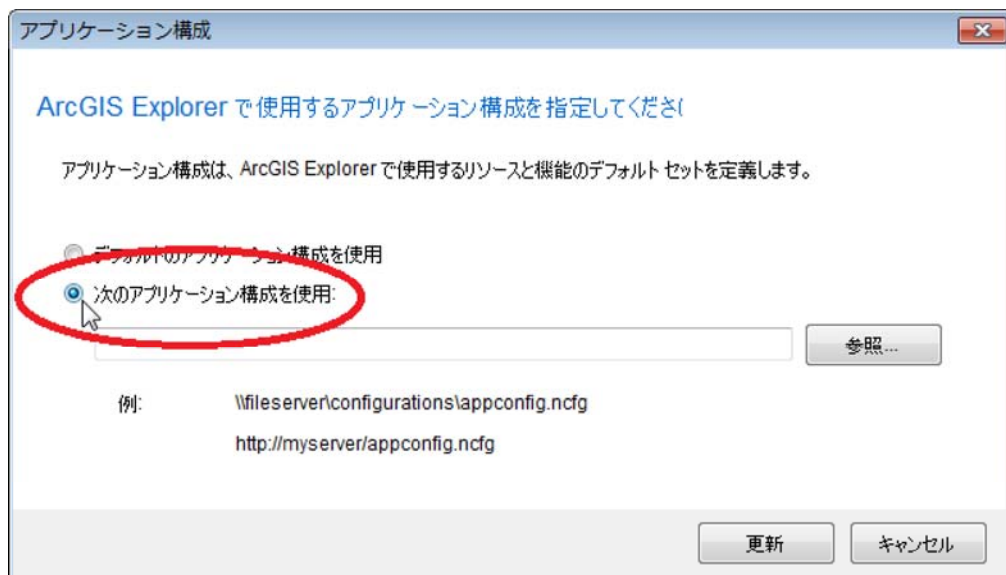 アプリケーション構成
ArcGIS Explorer で使用するアプリケーション構成を指定してくださ
アプリケーション構成は、ArcGIS Explorer で使用するリソースと機能のデフォルト セットを定義します。
デフォルトのアプリケーション構成を使用
次のアプリケーション構成を使用:
参照...
例: \\fileserver\configurations\appconfig.ncfg
http://myserver/appconfig.ncfg
更新 キャンセル